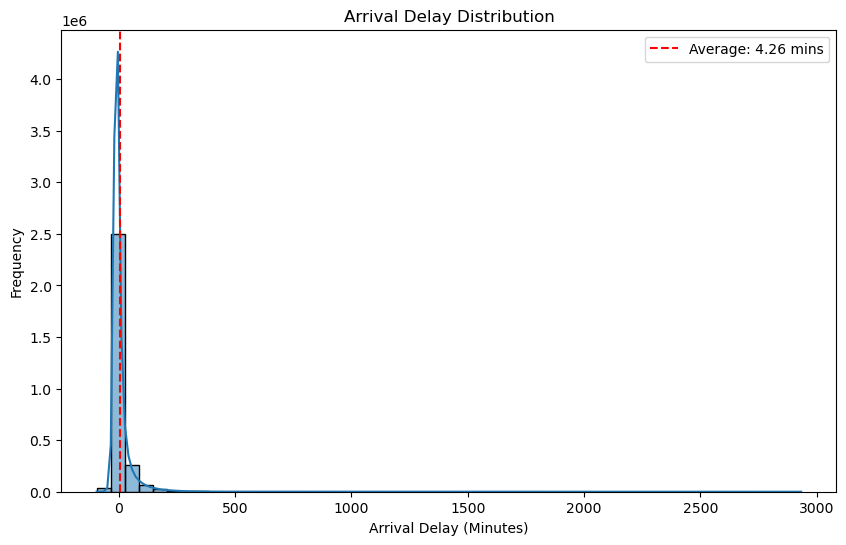 Arrival Delay Distribution
1e6
Average: 4.26 mins
4.0
3.5
3.0
2.5
2.0
1.5
1.0
0.5
0.0
Frequency
0 500 1000 1500 2000 2500 3000
Arrival Delay (Minutes)